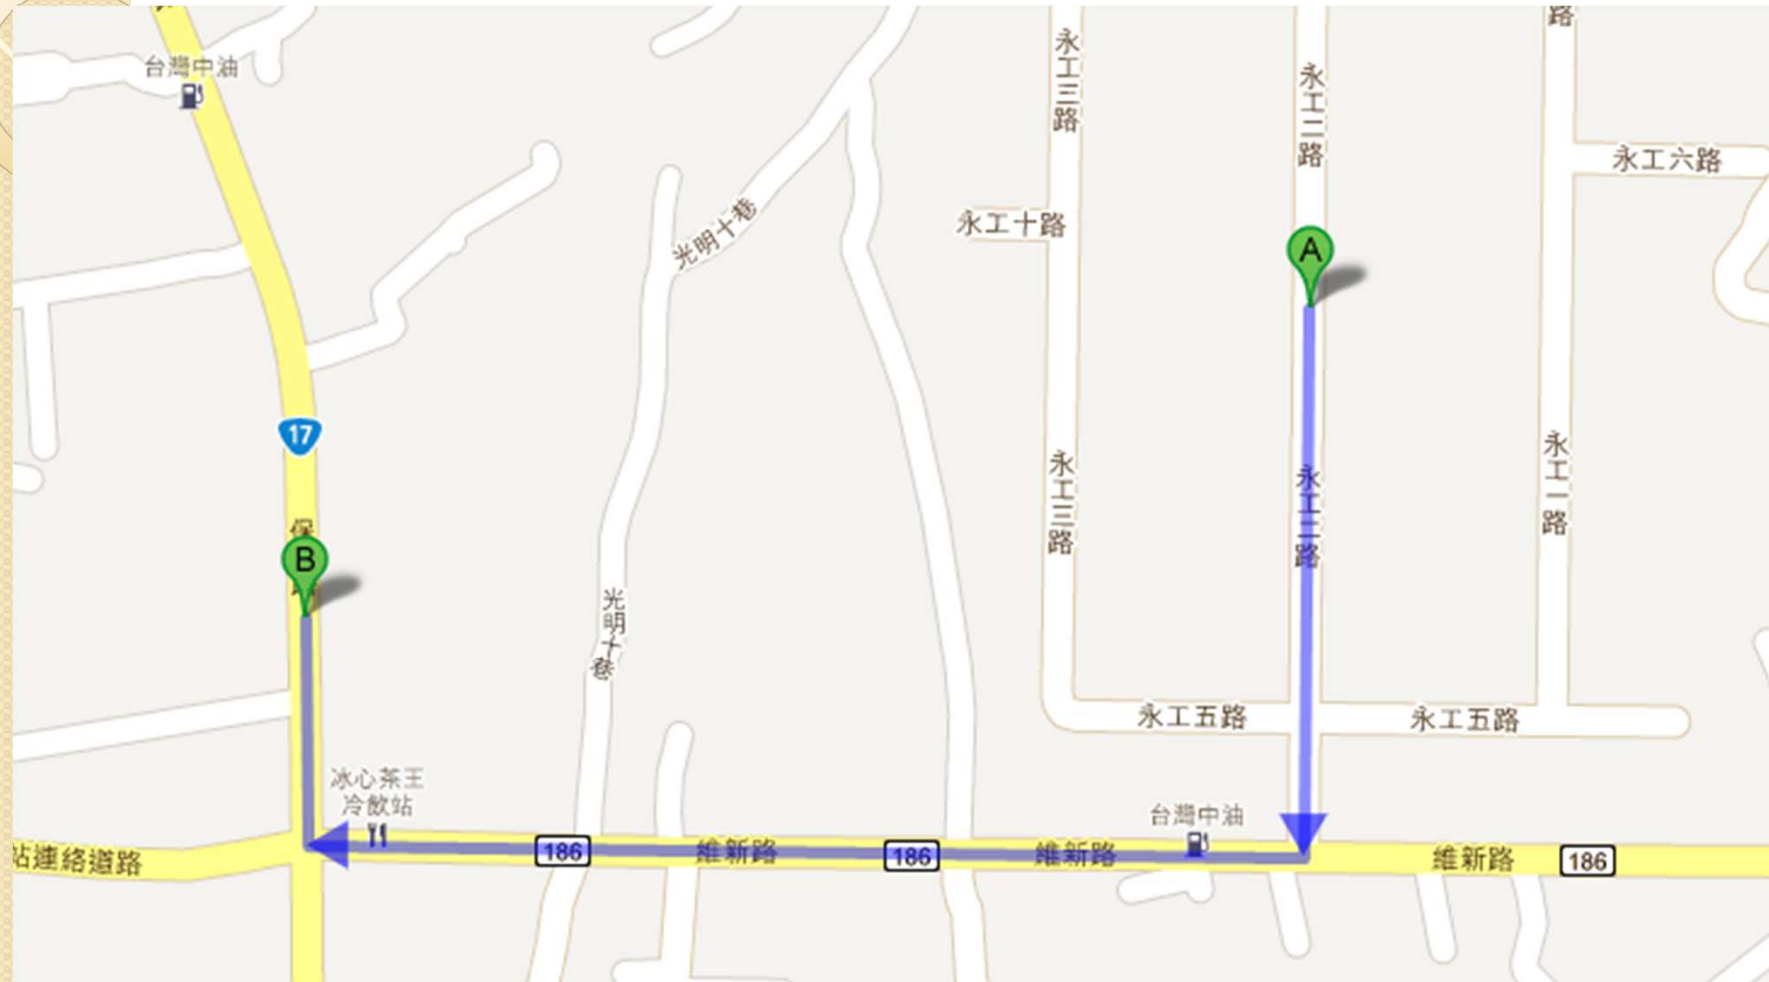 台灣中油
永工三路
永工二路
路
永工六路
永工十路
光明十巷
A
17
永工三路
永工二路
永工一路
保
B
光明十巷
永工五路
永工五路
冰心茶王
冷飲站
台灣中油
站連絡道路
186
維新路
186
維新路
維新路
186